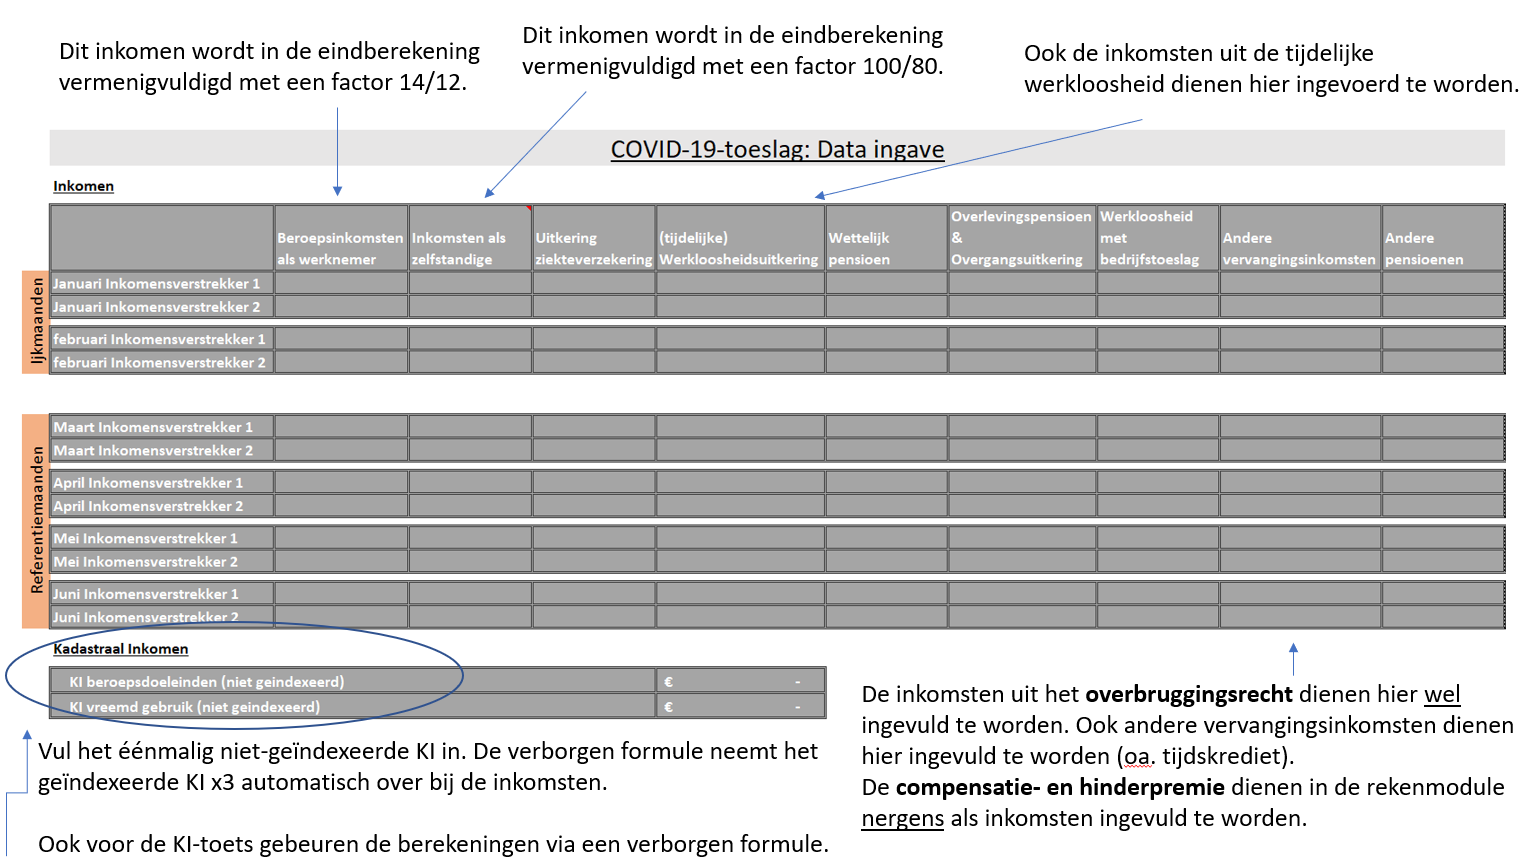 Dit inkomen wordt in de eindberekening
vermenigvuldigd met een factor 14/12.
Dit inkomen wordt in de eindberekening
vermenigvuldigd met een factor 100/80.
Ook de inkomsten uit de tijdelijke
werkloosheid dienen hier ingevoerd te worden.
COVID-19-toeslag: Data ingave
Inkomen
Beroepsinkomsten
als werknemer
Inkomsten als
zelfstandige
Uitkering
ziekteverzekering
(tijdelijke)
Werkloosheidsuitkering
Wettelijk
pensioen
Overlevingspensioen
&
Overgangsuitkering
Werkloosheid
met
bedrijfstoeslag
Andere
vervangingsinkomsten
Andere
pensioenen
Ijkmaanden
Januari Inkomensverstrekker 1
Januari Inkomensverstrekker 2
februari Inkomensverstrekker 1
februari Inkomensverstrekker 2
Referentiemaanden
Maart Inkomensverstrekker 1
Maart Inkomensverstrekker 2
April Inkomensverstrekker 1
April Inkomensverstrekker 2
Mei Inkomensverstrekker 1
Mei Inkomensverstrekker 2
Juni Inkomensverstrekker 1
Juni Inkomensverstrekker 2
Kadastraal Inkomen
KI beroepsdoeleinden (niet geindexeerd) € -
KI vreemd gebruik (niet geindexeerd) € -
Vul het éénmalig niet-geïndexeerde KI in. De verborgen formule neemt het
geïndexeerde KI x3 automatisch over bij de inkomsten.
Ook voor de KI-toets gebeuren de berekeningen via een verborgen formule.
De inkomsten uit het overbruggingsrecht dienen hier wel
ingevuld te worden. Ook andere vervangingsinkomsten dienen
hier ingevuld te worden (oa. tijdskrediet).
De compensatie- en hinderpremie dienen in de rekenmodule
nergens als inkomsten ingevuld te worden.